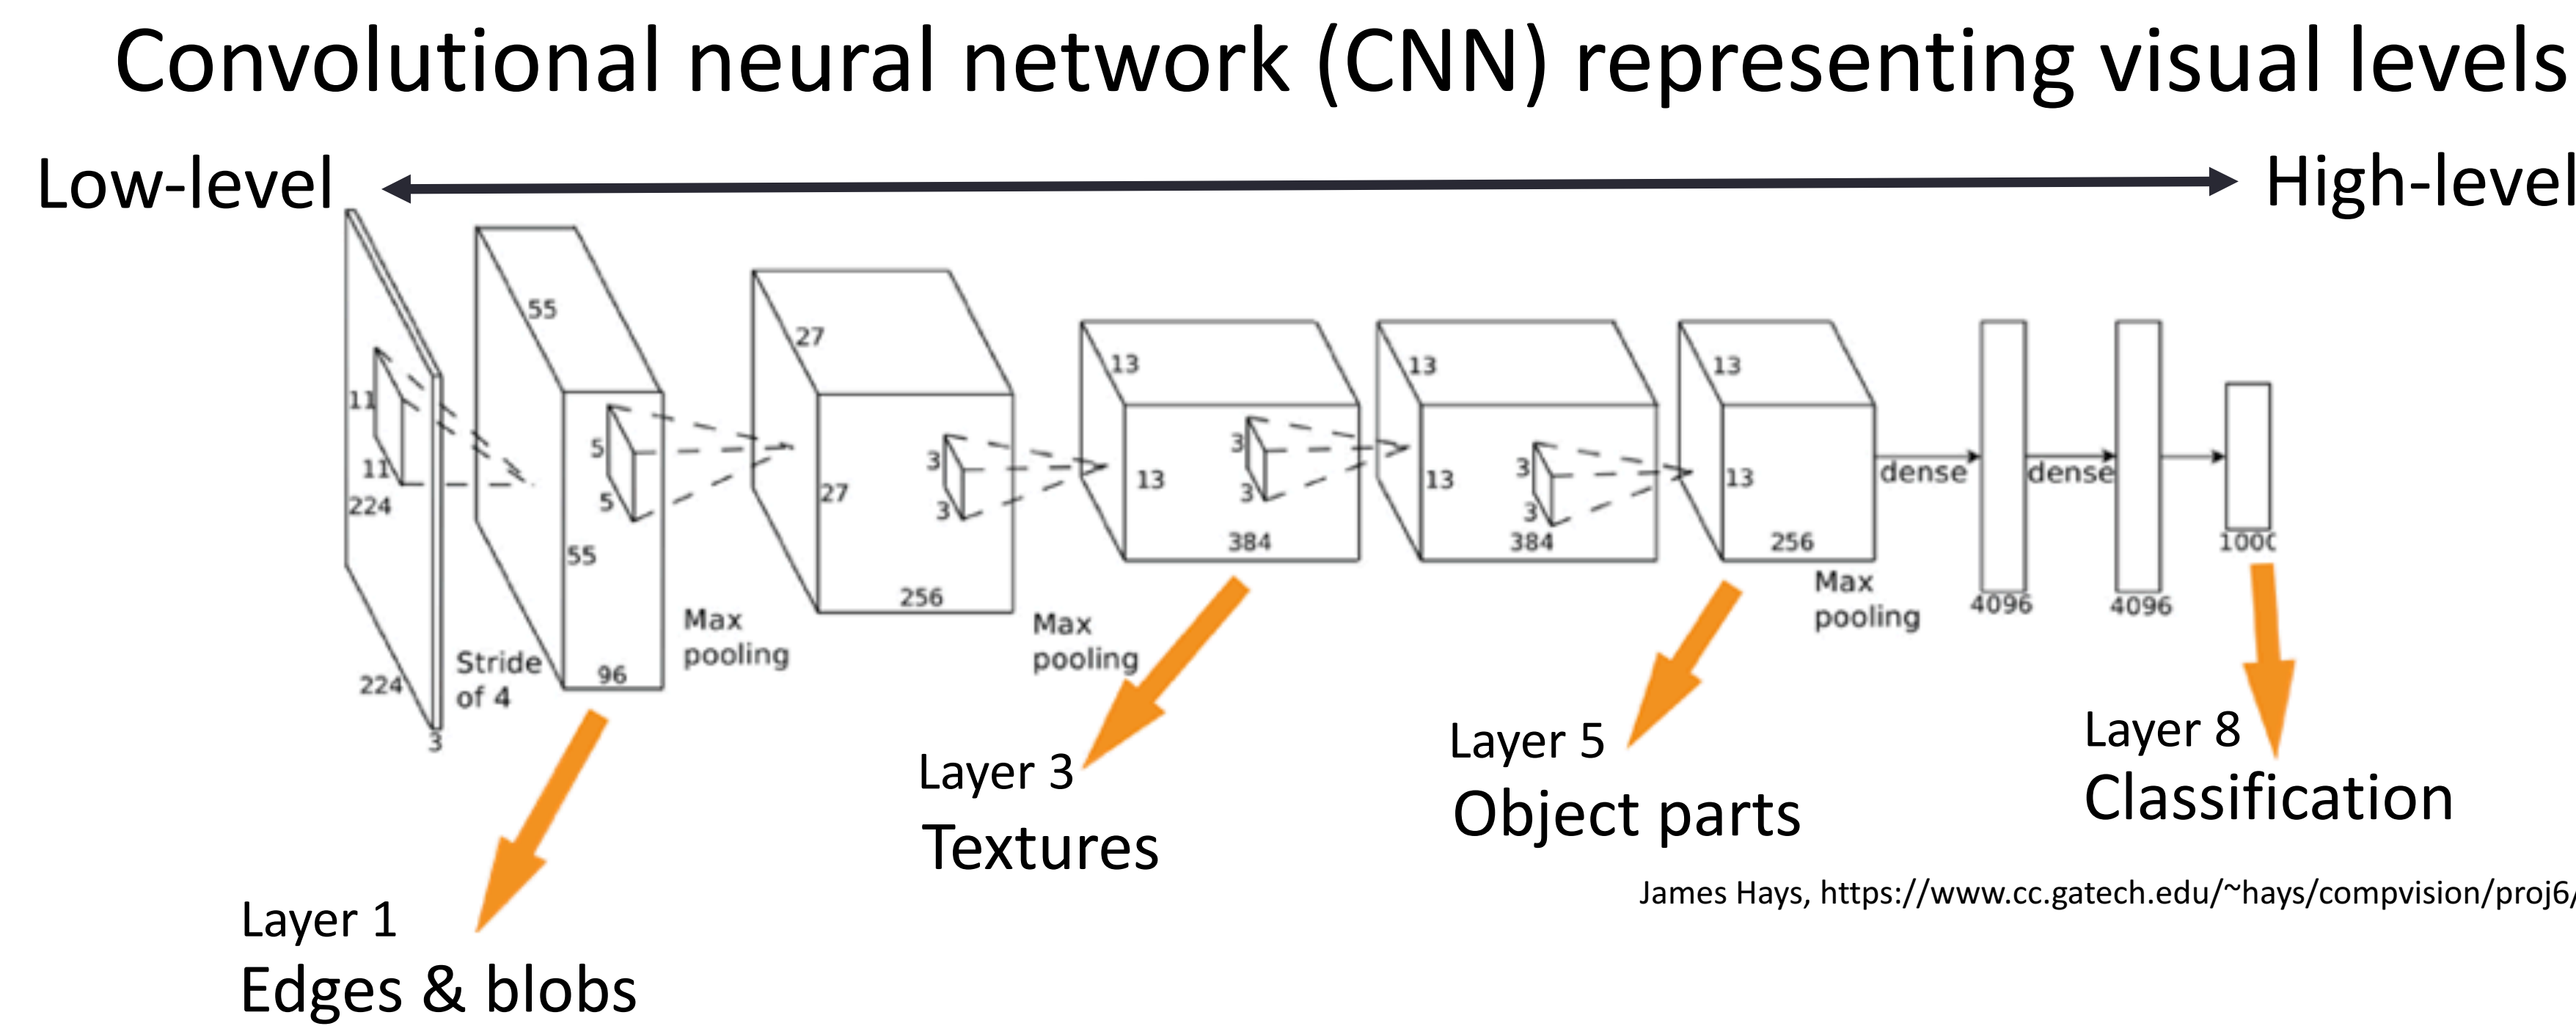 Convolutional neural network (CNN) representing visual levels
Low-level
High-level
11
11
224
224
3
Stride
of 4
55
55
5
5
96
Max
pooling
27
27
3
3
256
Max
pooling
13
13
3
3
384
13
13
3
3
384
13
13
256
Max
pooling
dense
4096
dense
4096
1000
Layer 1
Edges & blobs
Layer 3
Textures
Layer 5
Object parts
Layer 8
Classification
James Hays, https://www.cc.gatech.edu/~hays/compvision/proj6/